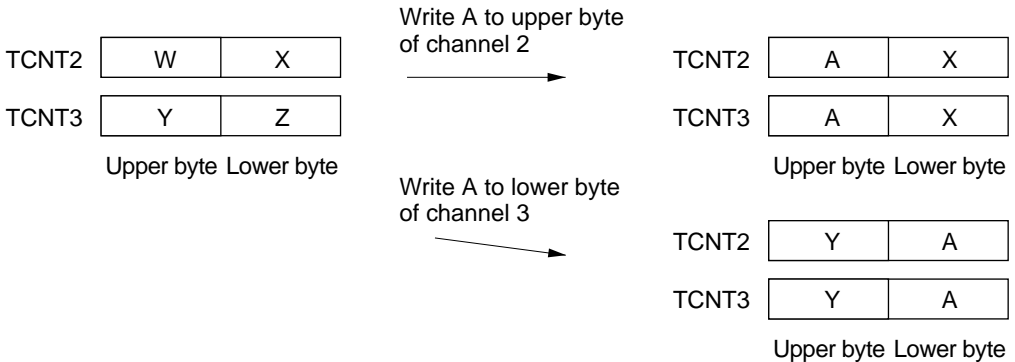 Write A to upper byte
of channel 2
TCNT2 W X TCNT2 A X
TCNT3 Y Z TCNT3 A X
Upper byte Lower byte Upper byte Lower byte
Write A to lower byte
of channel 3
TCNT2 Y A
TCNT3 Y A
Upper byte Lower byte